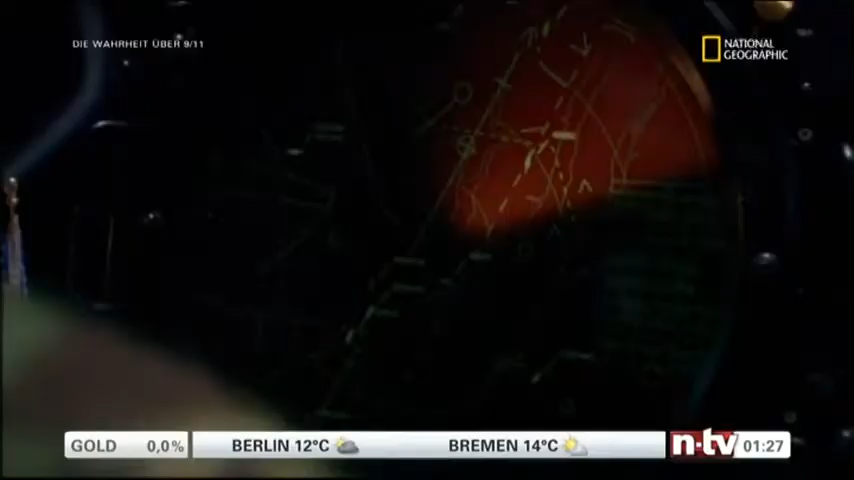 DIE WAHRHEIT ÜBER 9/11
NATIONAL
GEOGRAPHIC
GOLD 0,0% BERLIN 12°C BREMEN 14°C n-tv 01:27